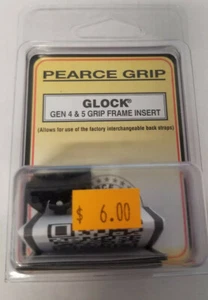 PEARCE GRIP
GLOCK®
GEN 4 & 5 GRIP FRAME INSERT
(Allows for use of the factory interchangeable back straps)
$ 6.00